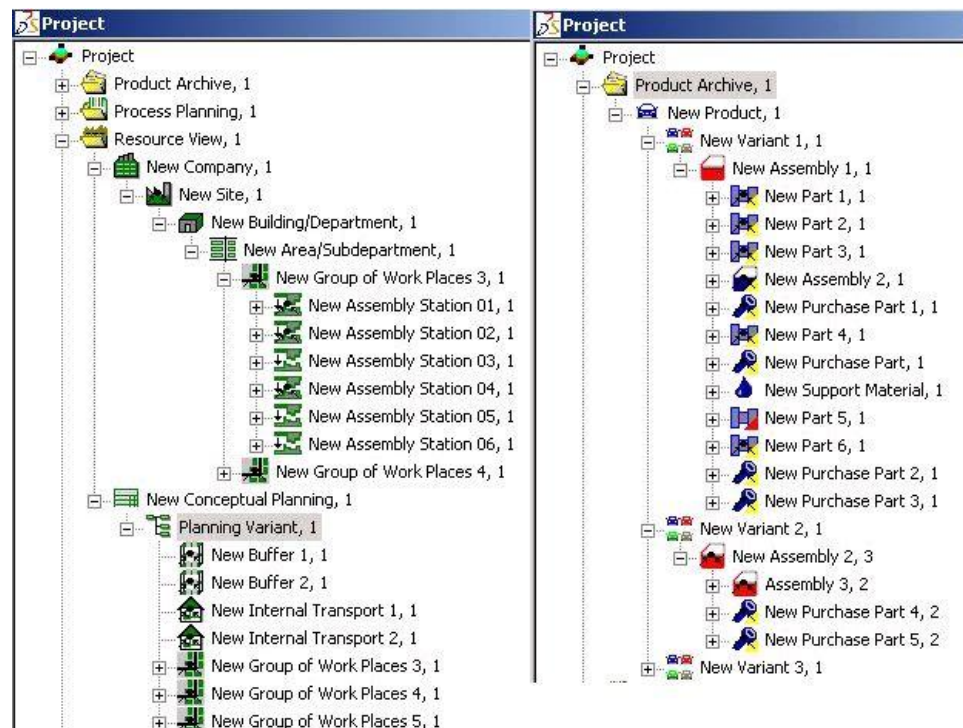 Project
Project
Product Archive, 1
Process Planning, 1
Resource View, 1
New Company, 1
New Site, 1
New Building/Department, 1
New Area/Subdepartment, 1
New Group of Work Places 3, 1
New Assembly Station 01, 1
New Assembly Station 02, 1
New Assembly Station 03, 1
New Assembly Station 04, 1
New Assembly Station 05, 1
New Assembly Station 06, 1
New Group of Work Places 4, 1
New Conceptual Planning, 1
Planning Variant, 1
New Buffer 1, 1
New Buffer 2, 1
New Internal Transport 1, 1
New Internal Transport 2, 1
New Group of Work Places 3, 1
New Group of Work Places 4, 1
New Group of Work Places 5, 1
Project
Project
Product Archive, 1
New Product, 1
New Variant 1, 1
New Assembly 1, 1
New Part 1, 1
New Part 2, 1
New Part 3, 1
New Assembly 2, 1
New Purchase Part 1, 1
New Part 4, 1
New Purchase Part, 1
New Support Material, 1
New Part 5, 1
New Part 6, 1
New Purchase Part 2, 1
New Purchase Part 3, 1
New Variant 2, 1
New Assembly 2, 3
Assembly 3, 2
New Purchase Part 4, 2
New Purchase Part 5, 2
New Variant 3, 1